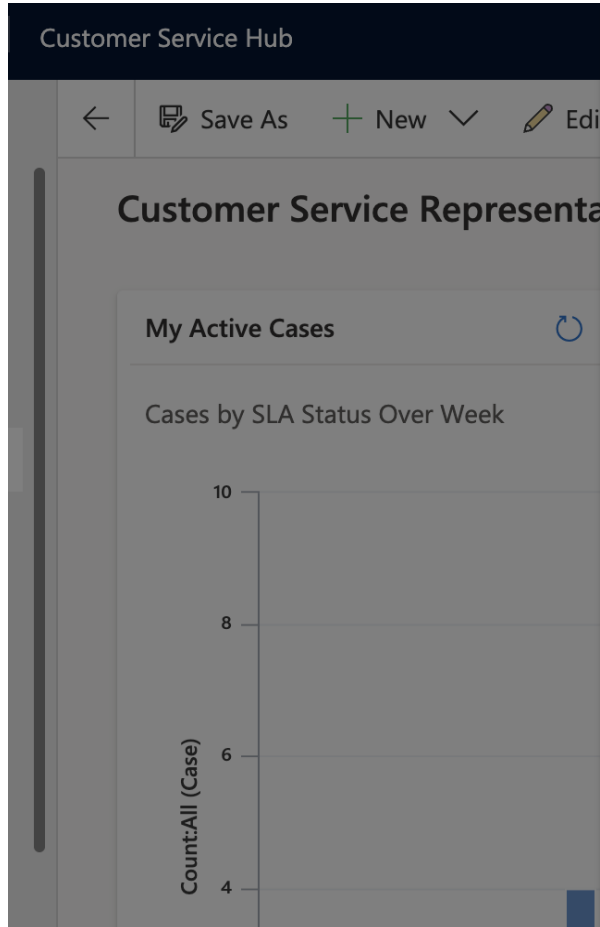 Customer Service Hub
Save As New
Customer Service
My Active Cases
Cases by SLA Status Over Week
10
8
6
4
Count:All (Case)